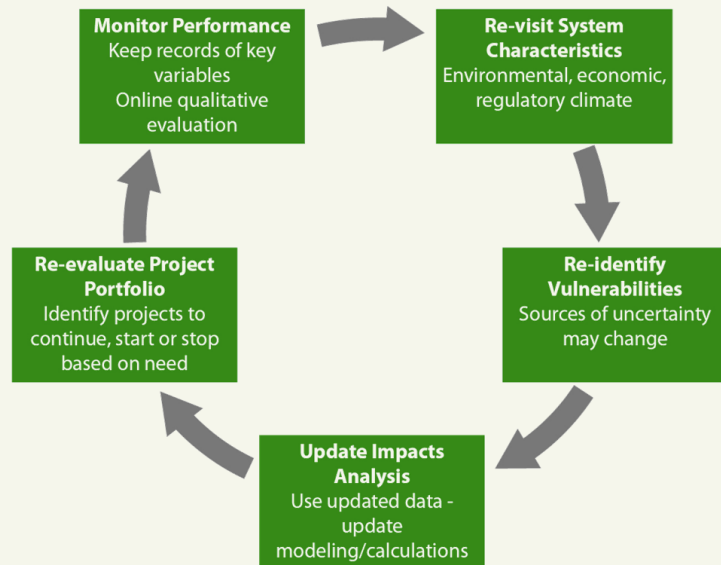 Monitor Performance
Keep records of key
variables
Online qualitative
evaluation
Re-visit System
Characteristics
Environmental, economic,
regulatory climate
Re-identify
Vulnerabilities
Sources of uncertainty
may change
Update Impacts
Analysis
Use updated data -
update
modeling/calculations
Re-evaluate Project
Portfolio
Identify projects to
continue, start or stop
based on need